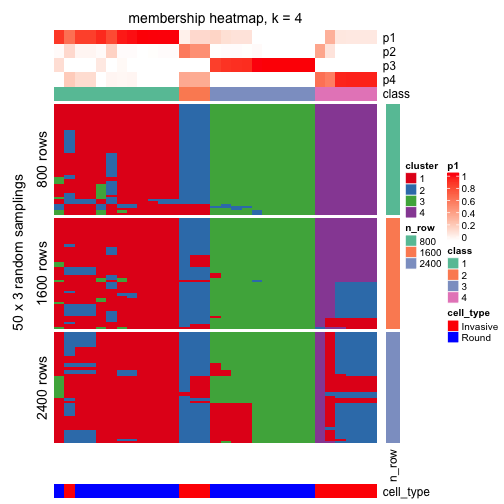 membership heatmap, k = 4
p1
p2
p3
p4
class
50 x 3 random samplings
800 rows
1600 rows
2400 rows
n_row
cell_type
cluster
1
2
3
4
n_row
800
1600
2400
p1
1
0.8
0.6
0.4
0.2
0
class
1
2
3
4
cell_type
Invasive
Round